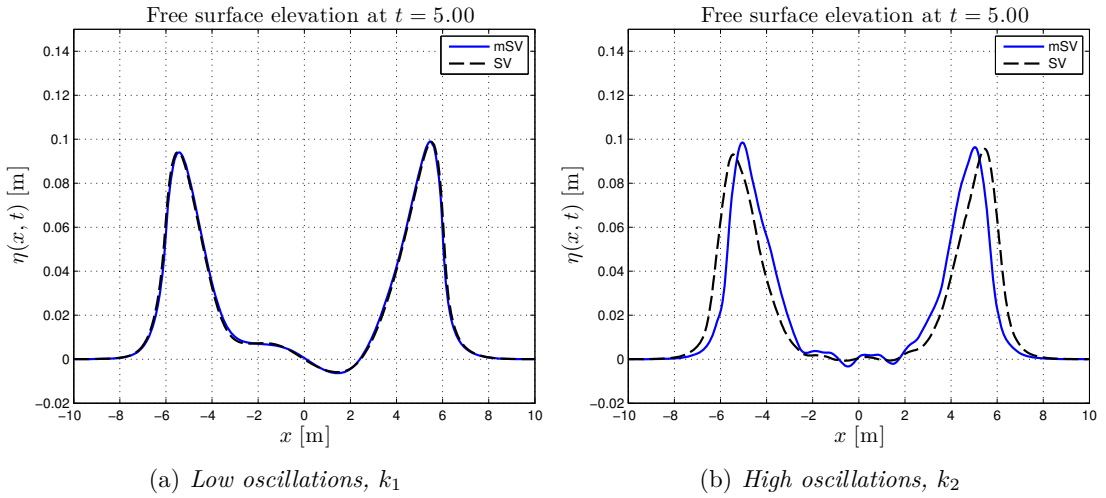 Free surface elevation at t = 5.00
0.14
0.12
0.1
0.08
0.06
0.04
0.02
0
−0.02
η(x, t) [m]
mSV
SV
−10 −8 −6 −4 −2 0 2 4 6 8 10
x [m]
(a) Low oscillations, k₁
Free surface elevation at t = 5.00
0.14
0.12
0.1
0.08
0.06
0.04
0.02
0
−0.02
η(x, t) [m]
mSV
SV
−10 −8 −6 −4 −2 0 2 4 6 8 10
x [m]
(b) High oscillations, k₂